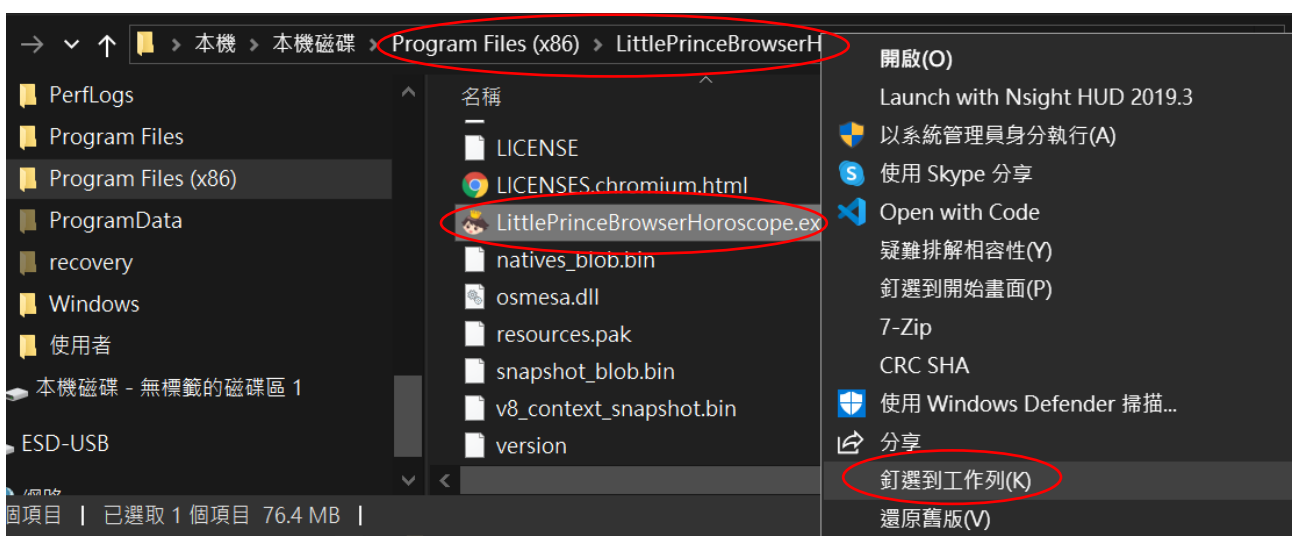 本機 > 本機磁碟 > Program Files (x86) > LittlePrinceBrowserH
PerfLogs
Program Files
Program Files (x86)
ProgramData
recovery
Windows
使用者
本機磁碟 - 無標籤的磁碟區 1
ESD-USB
個項目 | 已選取 1 個項目 76.4 MB |
名稱
LICENSE
LICENSES.chromium.html
LittlePrinceBrowserHoroscope.ex
natives_blob.bin
osmesa.dll
resources.pak
snapshot_blob.bin
v8_context_snapshot.bin
version
開啟(O)
Launch with Nsight HUD 2019.3
以系統管理員身分執行(A)
使用 Skype 分享
Open with Code
疑難排解相容性(Y)
釘選到開始畫面(P)
7-Zip
CRC SHA
使用 Windows Defender 掃描...
分享
釘選到工作列(K)
還原舊版(V)